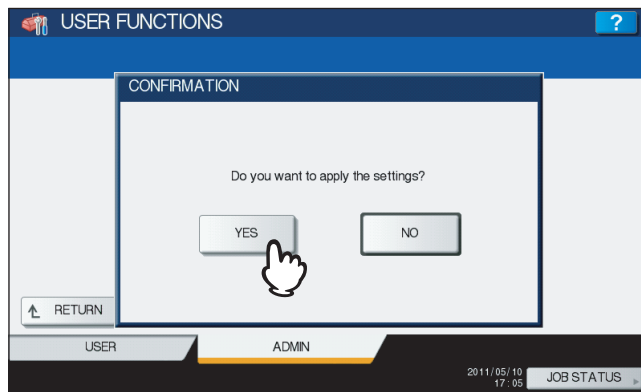 USER FUNCTIONS
?
CONFIRMATION
Do you want to apply the settings?
YES
NO
RETURN
USER
ADMIN
2011/05/10
17:05
JOB STATUS